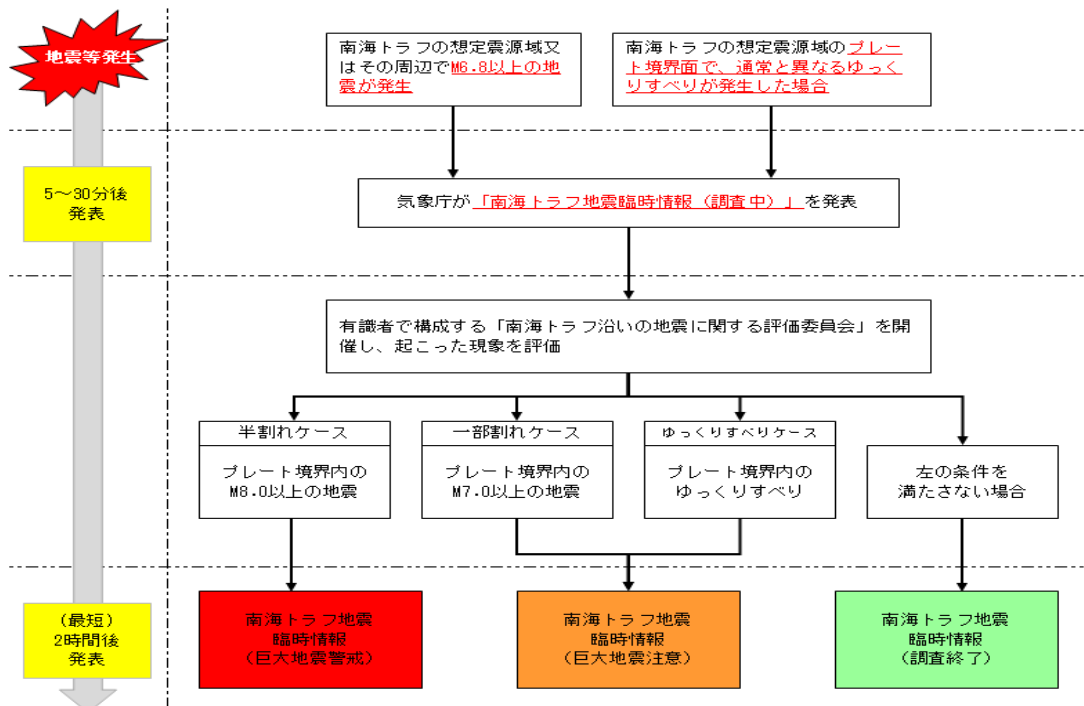 地震等発生
南海トラフの想定震源域又
はその周辺でM6.8以上の地
震が発生
南海トラフの想定震源域のプレー
ト境界面で、通常と異なるゆっく
りすべりが発生した場合
5～30分後
発表
気象庁が「南海トラフ地震臨時情報（調査中）」を発表
有識者で構成する「南海トラフ沿いの地震に関する評価委員会」を開
催し、起こった現象を評価
半割れケース
プレート境界内の
M8.0以上の地震
一部割れケース
プレート境界内の
M7.0以上の地震
ゆっくりすべりケース
プレート境界内の
ゆっくりすべり
左の条件を
満たさない場合
（最短）
2時間後
発表
南海トラフ地震
臨時情報
（巨大地震警戒）
南海トラフ地震
臨時情報
（巨大地震注意）
南海トラフ地震
臨時情報
（調査終了）